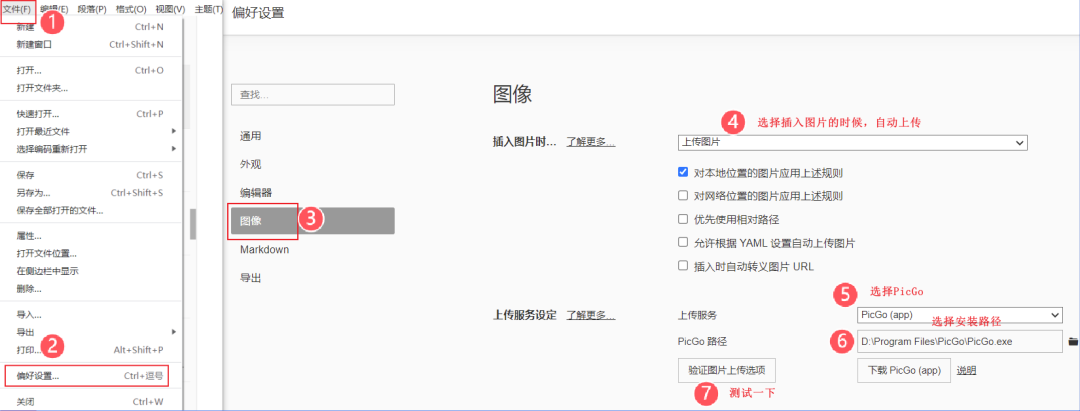 文件(F) 编辑(E) 段落(P) 格式(O) 视图(V) 主题(T)
1
新建 Ctrl+N
新建窗口 Ctrl+Shift+N
打开... Ctrl+O
打开文件夹...
快速打开... Ctrl+P
打开最近文件
选择编码重新打开
保存 Ctrl+S
另存为... Ctrl+Shift+S
保存全部打开的文件...
属性...
打开文件位置...
在侧边栏中显示
删除...
导入...
导出
2
打印... Alt+Shift+P
偏好设置... Ctrl+逗号
关闭 Ctrl+W
偏好设置
查找...
通用
外观
编辑器
图像
3
Markdown
导出
图像
4 选择插入图片的时候，自动上传
插入图片时... 了解更多... 上传图片
对本地位置的图片应用上述规则
对网络位置的图片应用上述规则
优先使用相对路径
允许根据 YAML 设置自动上传图片
插入时自动转义图片 URL
5 选择PicGo
上传服务设定 了解更多... 上传服务 PicGo (app)
选择安装路径
PicGo 路径 6 D:\Program Files\PicGo\PicGo.exe
验证图片上传选项 下载 PicGo (app) 说明
7 测试一下